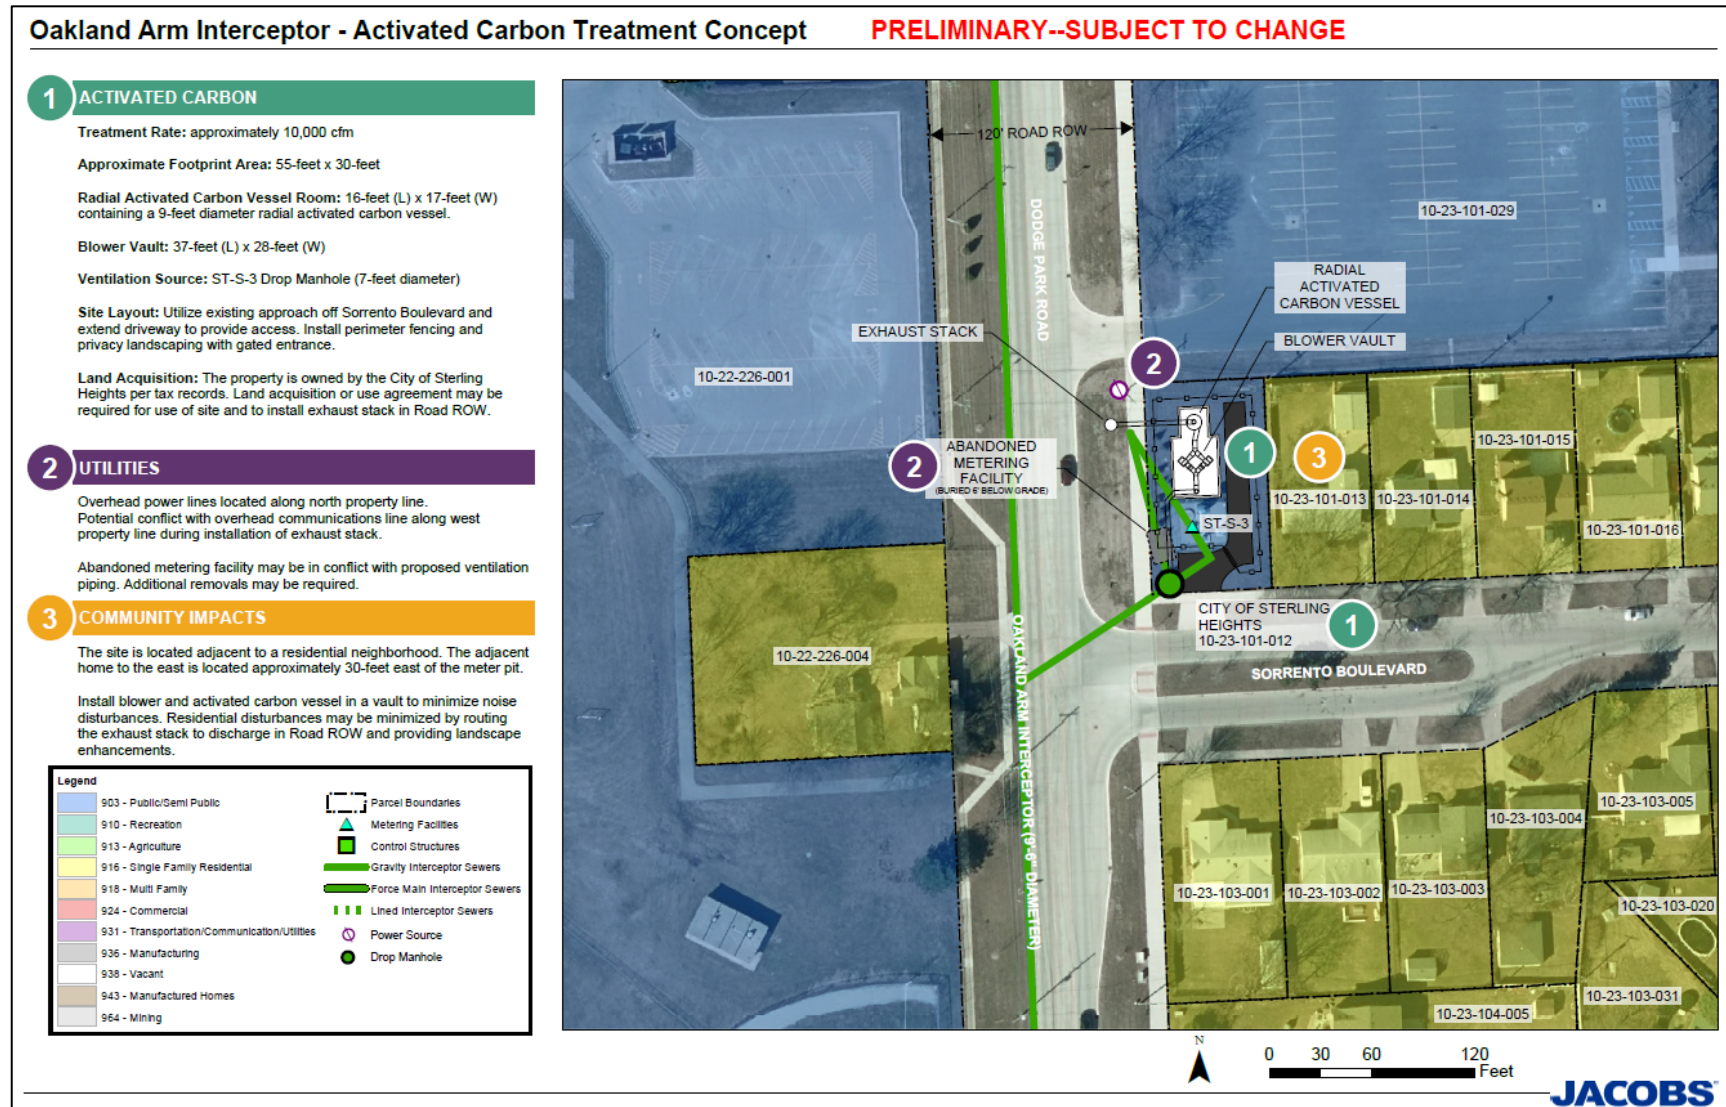 Oakland Arm Interceptor - Activated Carbon Treatment Concept
PRELIMINARY--SUBJECT TO CHANGE
1 ACTIVATED CARBON
Treatment Rate: approximately 10,000 cfm
Approximate Footprint Area: 55-feet x 30-feet
Radial Activated Carbon Vessel Room: 16-feet (L) x 17-feet (W)
containing a 9-feet diameter radial activated carbon vessel.
Blower Vault: 37-feet (L) x 28-feet (W)
Ventilation Source: ST-S-3 Drop Manhole (7-feet diameter)
Site Layout: Utilize existing approach off Sorrento Boulevard and
extend driveway to provide access. Install perimeter fencing and
privacy landscaping with gated entrance.
Land Acquisition: The property is owned by the City of Sterling
Heights per tax records. Land acquisition or use agreement may be
required for use of site and to install exhaust stack in Road ROW.
2 UTILITIES
Overhead power lines located along north property line.
Potential conflict with overhead communications line along west
property line during installation of exhaust stack.
Abandoned metering facility may be in conflict with proposed ventilation
piping. Additional removals may be required.
3 COMMUNITY IMPACTS
The site is located adjacent to a residential neighborhood. The adjacent
home to the east is located approximately 30-feet east of the meter pit.
Install blower and activated carbon vessel in a vault to minimize noise
disturbances. Residential disturbances may be minimized by routing
the exhaust stack to discharge in Road ROW and providing landscape
enhancements.
Legend
903 - Public/Semi Public
910 - Recreation
913 - Agriculture
916 - Single Family Residential
918 - Multi Family
924 - Commercial
931 - Transportation/Communication/Utilities
936 - Manufacturing
938 - Vacant
943 - Manufactured Homes
964 - Mining
Parcel Boundaries
Metering Facilities
Control Structures
Gravity Interceptor Sewers
Force Main Interceptor Sewers
Lined Interceptor Sewers
Power Source
Drop Manhole
120' ROAD ROW
DODGE PARK ROAD
10-23-101-029
RADIAL
ACTIVATED
CARBON VESSEL
EXHAUST STACK
BLOWER VAULT
10-22-226-001
2
2
ABANDONED
METERING
FACILITY
(BURIED 6' BELOW GRADE)
1
3
10-23-101-015
10-23-101-013
10-23-101-014
10-23-101-016
ST-S-3
CITY OF STERLING
HEIGHTS
10-23-101-012
1
10-22-226-004
SORRENTO BOULEVARD
OAKLAND ARM INTERCEPTOR (9'-6" DIAMETER)
10-23-103-005
10-23-103-004
10-23-103-001
10-23-103-002
10-23-103-003
10-23-103-020
10-23-103-031
10-23-104-005
N
0 30 60 120
Feet
JACOBS